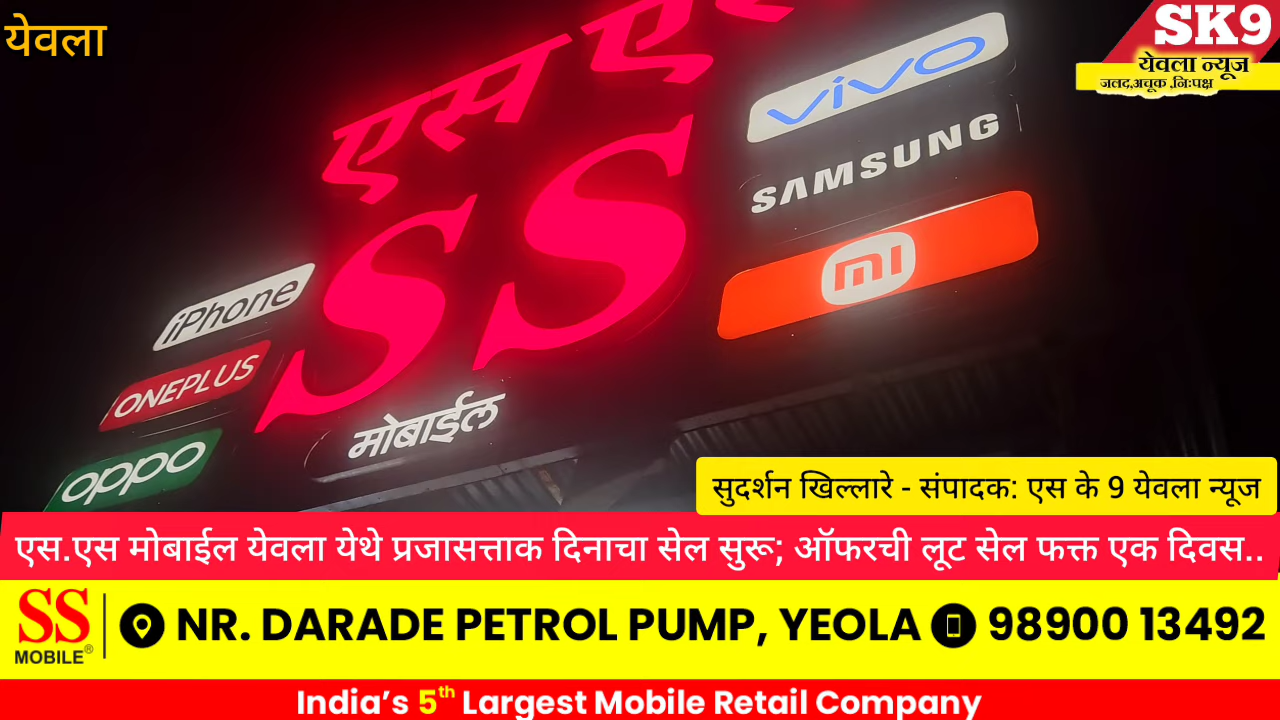 येवला
SK9
येवला न्यूज
जलद,अचूक ,नि:पक्ष
एस ए
SS
मोबाईल
iPhone
ONEPLUS
oppo
vivo
SAMSUNG
mi
सुदर्शन खिल्लारे - संपादक: एस के 9 येवला न्यूज
एस.एस मोबाईल येवला येथे प्रजासत्ताक दिनाचा सेल सुरू; ऑफरची लूट सेल फक्त एक दिवस..
SS
MOBILE®
NR. DARADE PETROL PUMP, YEOLA 98900 13492
India’s 5th Largest Mobile Retail Company